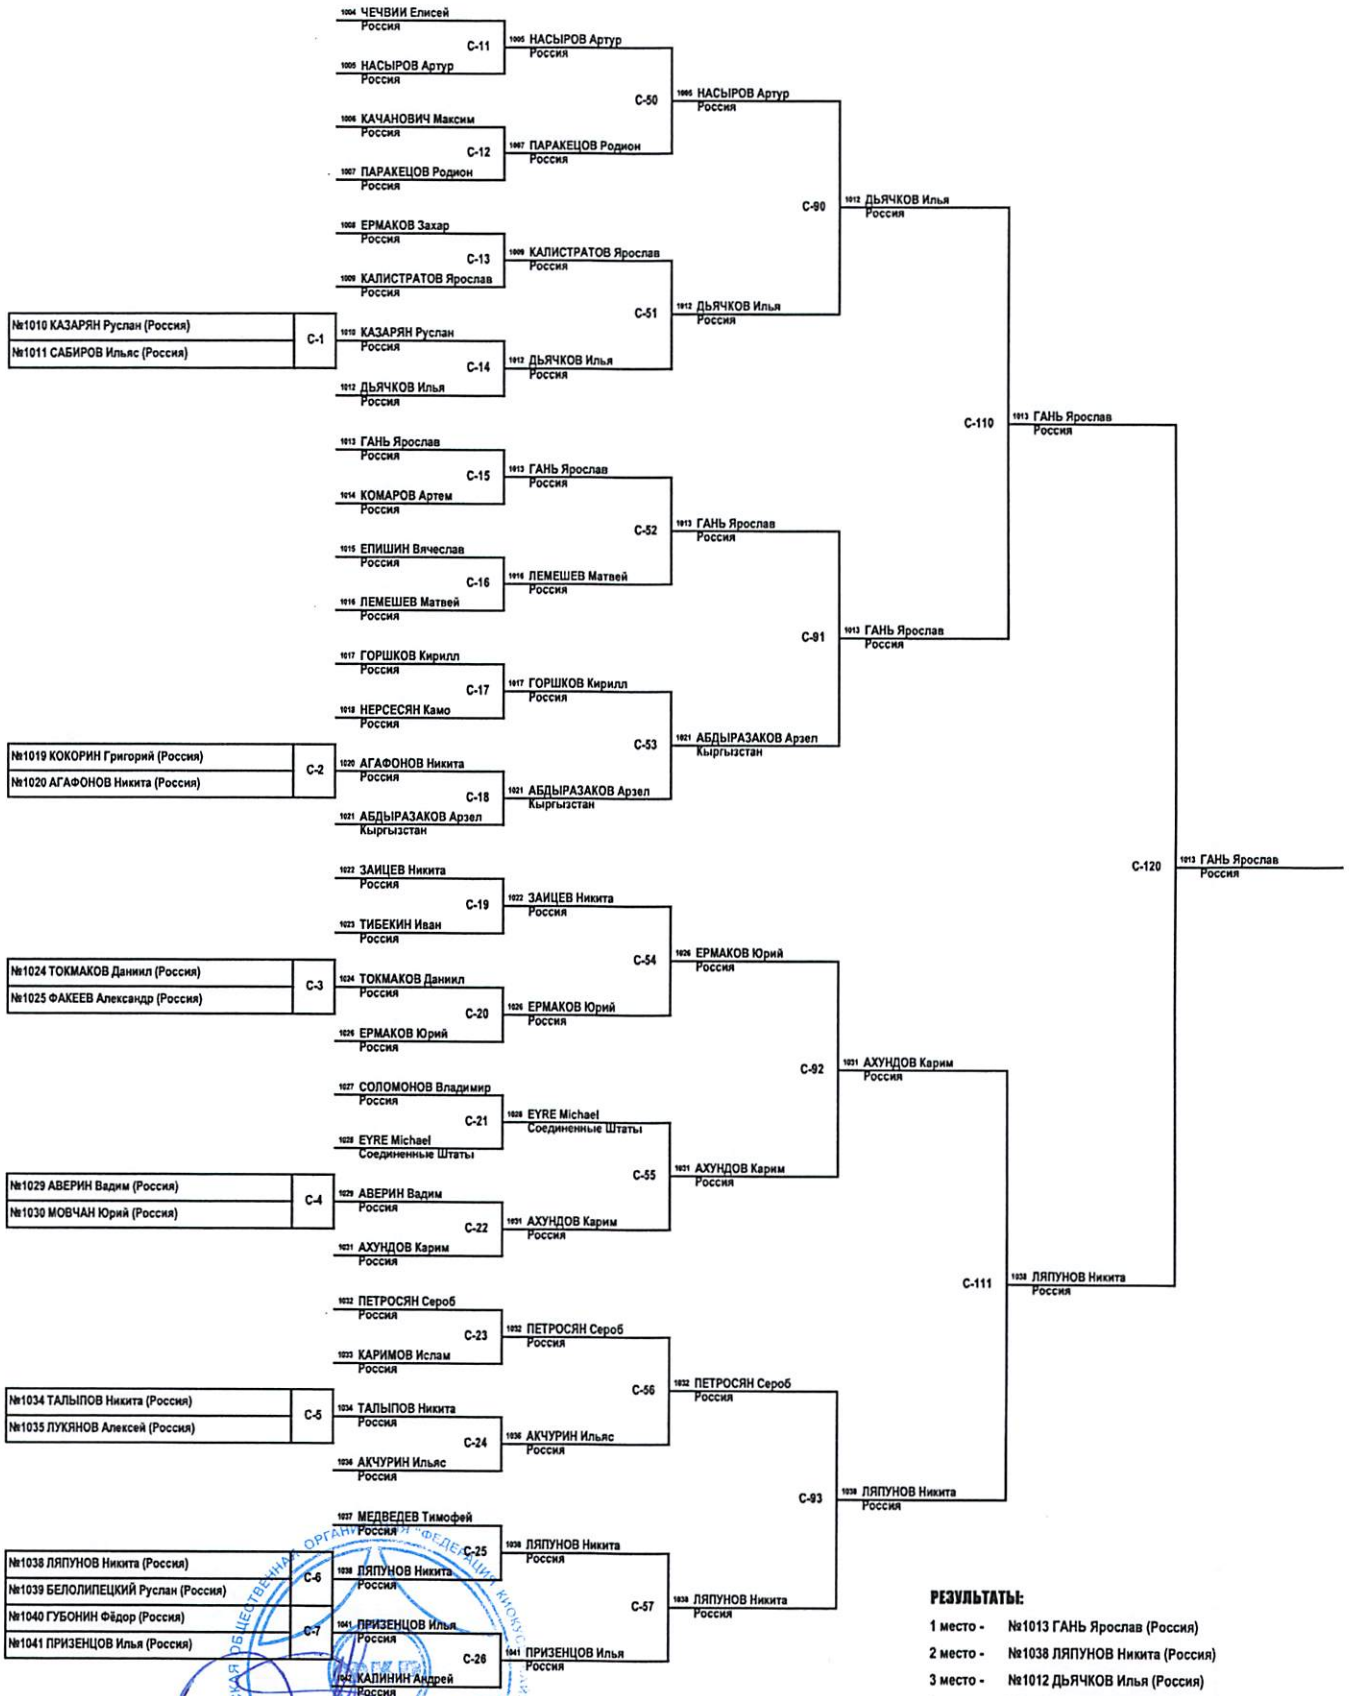 1004 ЧЕЧВИИ Елисей
Россия
С-11
1005 НАСЫРОВ Артур
Россия
1005 НАСЫРОВ Артур
Россия
С-50
1005 НАСЫРОВ Артур
Россия
1006 КАЧАНОВИЧ Максим
Россия
С-12
1007 ПАРАКЕЦОВ Родион
Россия
1007 ПАРАКЕЦОВ Родион
Россия
С-90
1012 ДЬЯЧКОВ Илья
Россия
1008 ЕРМАКОВ Захар
Россия
С-13
1009 КАЛИСТРАТОВ Ярослав
Россия
1009 КАЛИСТРАТОВ Ярослав
Россия
С-51
1012 ДЬЯЧКОВ Илья
Россия
№1010 КАЗАРЯН Руслан (Россия)
№1011 САБИРОВ Ильяс (Россия)
С-1
1010 КАЗАРЯН Руслан
Россия
С-14
1012 ДЬЯЧКОВ Илья
Россия
1012 ДЬЯЧКОВ Илья
Россия
С-110
1013 ГАНЬ Ярослав
Россия
1013 ГАНЬ Ярослав
Россия
С-15
1013 ГАНЬ Ярослав
Россия
1014 КОМАРОВ Артем
Россия
С-52
1013 ГАНЬ Ярослав
Россия
1015 ЕПИШИН Вячеслав
Россия
С-16
1016 ЛЕМЕШЕВ Матвей
Россия
1016 ЛЕМЕШЕВ Матвей
Россия
С-91
1013 ГАНЬ Ярослав
Россия
1017 ГОРШКОВ Кирилл
Россия
С-17
1017 ГОРШКОВ Кирилл
Россия
1018 НЕРСЕСЯН Камо
Россия
С-53
1021 АБДЫРАЗАКОВ Арзел
Кыргызстан
№1019 КОКОРИН Григорий (Россия)
№1020 АГАФОНОВ Никита (Россия)
С-2
1020 АГАФОНОВ Никита
Россия
С-18
1021 АБДЫРАЗАКОВ Арзел
Кыргызстан
1021 АБДЫРАЗАКОВ Арзел
Кыргызстан
С-120
1013 ГАНЬ Ярослав
Россия
1022 ЗАИЦЕВ Никита
Россия
С-19
1022 ЗАИЦЕВ Никита
Россия
1023 ТИБЕКИН Иван
Россия
С-54
1026 ЕРМАКОВ Юрий
Россия
№1024 ТОКМАКОВ Даниил (Россия)
№1025 ФАКЕЕВ Александр (Россия)
С-3
1024 ТОКМАКОВ Даниил
Россия
С-20
1026 ЕРМАКОВ Юрий
Россия
1026 ЕРМАКОВ Юрий
Россия
С-92
1031 АХУНДОВ Карим
Россия
1027 СОЛОМОНОВ Владимир
Россия
С-21
1028 EYRE Michael
Соединенные Штаты
1028 EYRE Michael
Соединенные Штаты
С-55
1031 АХУНДОВ Карим
Россия
№1029 АВЕРИН Вадим (Россия)
№1030 МОВЧАН Юрий (Россия)
С-4
1029 АВЕРИН Вадим
Россия
С-22
1031 АХУНДОВ Карим
Россия
1031 АХУНДОВ Карим
Россия
С-111
1038 ЛЯПУНОВ Никита
Россия
1032 ПЕТРОСЯН Сероб
Россия
С-23
1032 ПЕТРОСЯН Сероб
Россия
1033 КАРИМОВ Ислам
Россия
С-56
1032 ПЕТРОСЯН Сероб
Россия
№1034 ТАЛЫПОВ Никита (Россия)
№1035 ЛУКЯНОВ Алексей (Россия)
С-5
1034 ТАЛЫПОВ Никита
Россия
С-24
1036 АКЧУРИН Ильяс
Россия
1036 АКЧУРИН Ильяс
Россия
С-93
1038 ЛЯПУНОВ Никита
Россия
1037 МЕДВЕДЕВ Тимофей
Россия
С-25
1038 ЛЯПУНОВ Никита
Россия
№1038 ЛЯПУНОВ Никита (Россия)
№1039 БЕЛОЛИПЕЦКИЙ Руслан (Россия)
С-6
1038 ЛЯПУНОВ Никита
Россия
С-57
1038 ЛЯПУНОВ Никита
Россия
№1040 ГУБОНИН Фёдор (Россия)
№1041 ПРИЗЕНЦОВ Илья (Россия)
С-7
1041 ПРИЗЕНЦОВ Илья
Россия
С-26
1041 ПРИЗЕНЦОВ Илья
Россия
1042 КАЛИНИН Андрей
Россия
ОБЩЕСТВЕННАЯ "ФЕДЕРАЦИЯ
РЕЗУЛЬТАТЫ:
1 место - №1013 ГАНЬ Ярослав (Россия)
2 место - №1038 ЛЯПУНОВ Никита (Россия)
3 место - №1012 ДЬЯЧКОВ Илья (Россия)